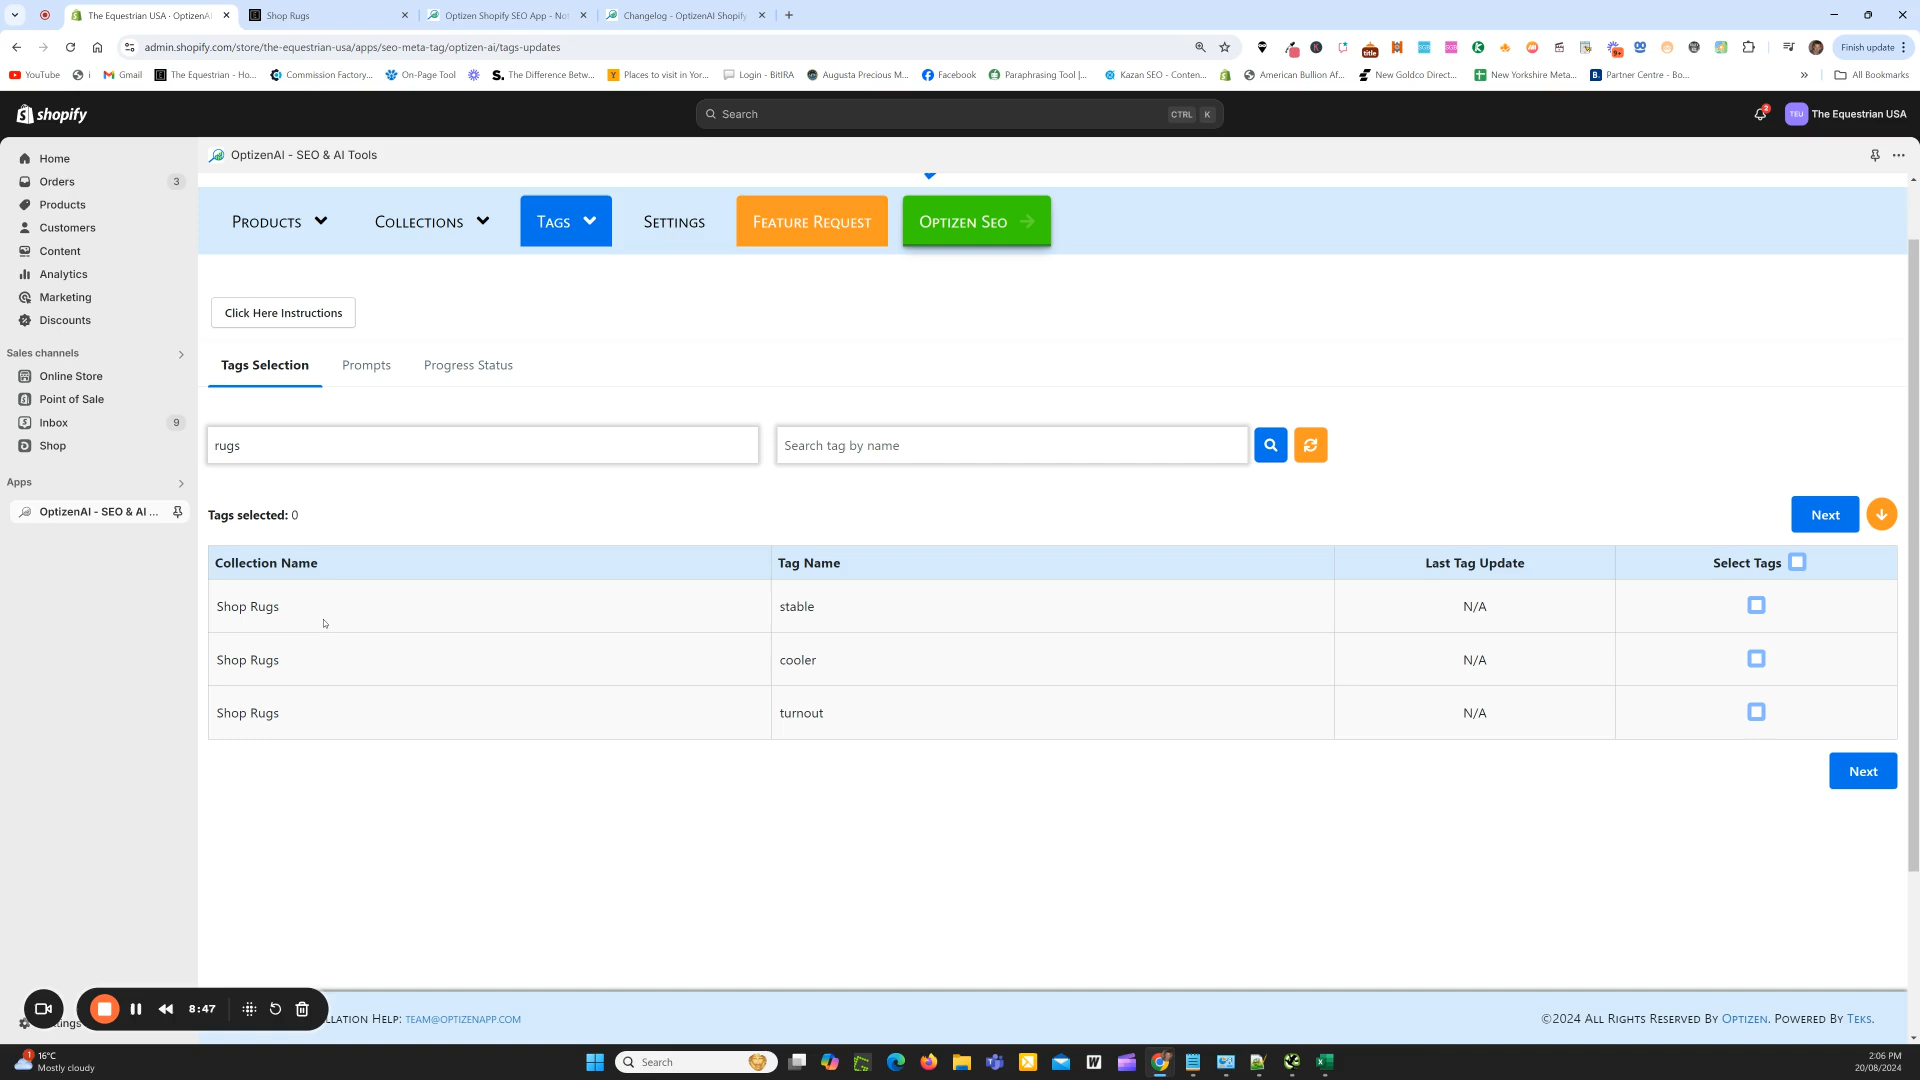 The Equestrian USA · OptizenAI
Shop Rugs
Optizen Shopify SEO App - Not
Changelog - OptizenAI Shopify
admin.shopify.com/store/the-equestrian-usa/apps/seo-meta-tag/optizen-ai/tags-updates
Finish update
YouTube
i
Gmail
The Equestrian - Ho...
Commission Factory...
On-Page Tool
The Difference Betw...
Places to visit in Yor...
Login - BitIRA
Augusta Precious M...
Facebook
Paraphrasing Tool |...
Kazan SEO - Conten...
American Bullion Af...
New Goldco Direct...
New Yorkshire Meta...
Partner Centre - Bo...
All Bookmarks
shopify
Search
CTRL K
2
TEU
The Equestrian USA
OptizenAI - SEO & AI Tools
Home
Orders 3
Products
Customers
Content
Analytics
Marketing
Discounts
Sales channels
Online Store
Point of Sale
Inbox 9
Shop
Apps
OptizenAI - SEO & AI ...
Products
Collections
Tags
Settings
Feature Request
Optizen Seo
Click Here Instructions
Tags Selection
Prompts
Progress Status
rugs
Search tag by name
Tags selected: 0
Next
Collection Name Tag Name Last Tag Update Select Tags
Shop Rugs stable N/A
Shop Rugs cooler N/A
Shop Rugs turnout N/A
Next
8:47
ttings
llation Help: team@optizenapp.com
©2024 All Rights Reserved By Optizen. Powered By Teks.
1
16°C
Mostly cloudy
Search
2:06 PM
20/08/2024